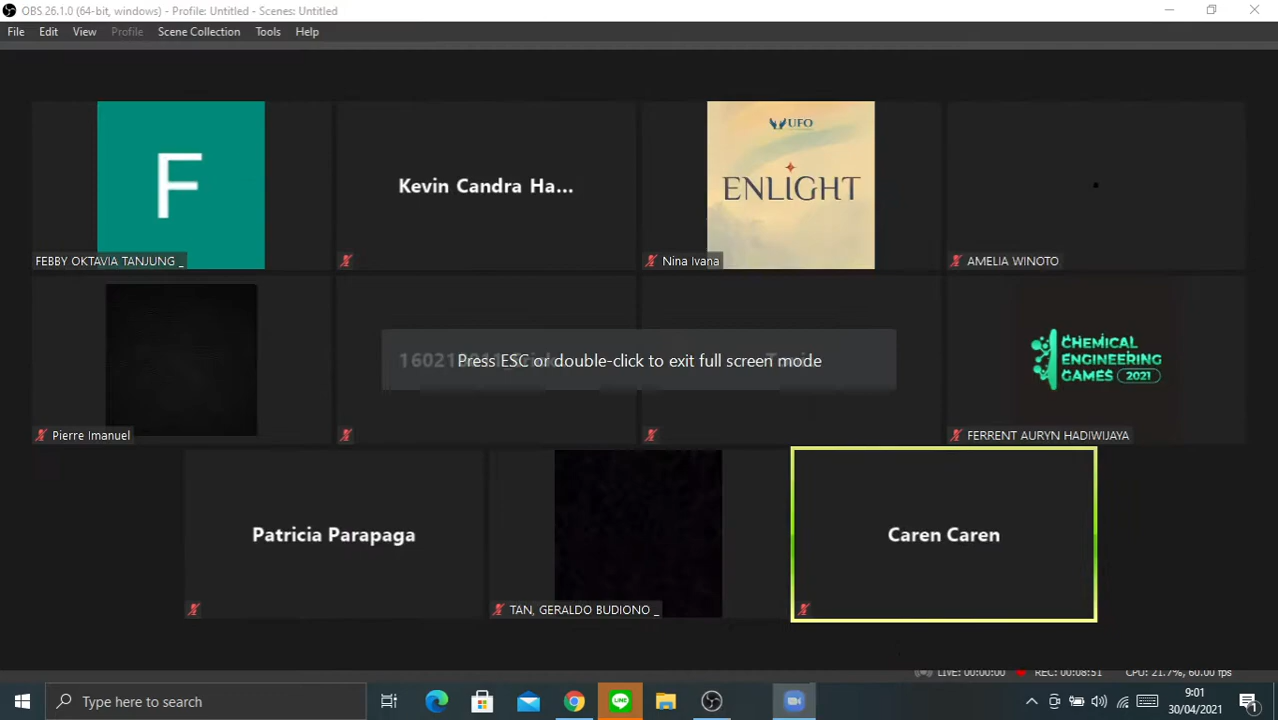 OBS 26.1.0 (64-bit, windows) - Profile: Untitled - Scenes: Untitled
File Edit View Profile Scene Collection Tools Help
F
Kevin Candra Ha...
UFO
ENLIGHT
FEBBY OKTAVIA TANJUNG _
Nina Ivana
AMELIA WINOTO
Press ESc or double-click to exit full screen mode
CHEMICAL
ENGINEERING
GAMES 2021
Pierre Imanuel
FERRENT AURYN HADIWIJAYA
Patricia Parapaga
Caren Caren
TAN, GERALDO BUDIONO _
LIVE: 00:00:00 REC: 00:08:51 CPU: 21.7%, 60.00 fps
Type here to search
9:01
30/04/2021
1